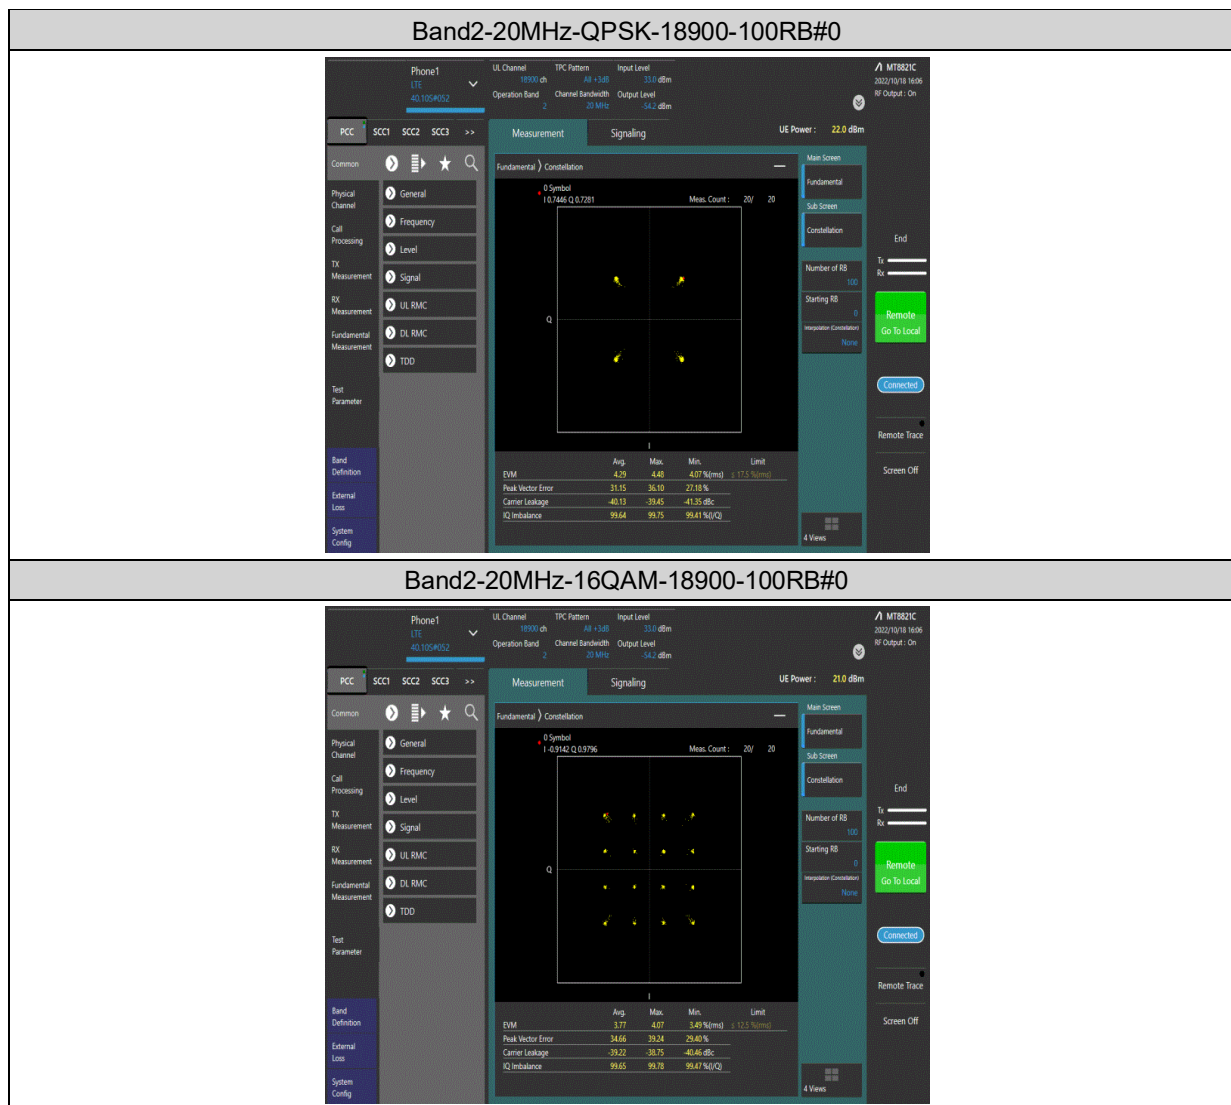 Band2-20MHz-QPSK-18900-100RB#0
Phone1
LTE
40.10S#052
UL Channel TPC Pattern Input Level
18900 ch All +3dB 33.0 dBm
Operation Band Channel Bandwidth Output Level
2 20 MHz -54.2 dBm
MT8821C
2022/10/18 16:06
RF Output : On
PCC SCC1 SCC2 SCC3 >>
Measurement Signaling
UE Power : 22.0 dBm
Common
Physical
Channel
Call
Processing
TX
Measurement
RX
Measurement
Fundamental
Measurement
Test
Parameter
Band
Definition
External
Loss
System
Config
General
Frequency
Level
Signal
UL RMC
DL RMC
TDD
Fundamental Constellation
0 Symbol
I 0.7446 Q 0.7281 Meas. Count : 20/ 20
Q
I
Avg. Max. Min. Limit
EVM 4.29 4.48 4.07 %(rms) ≤ 17.5 %(rms)
Peak Vector Error 31.15 36.10 27.18 %
Carrier Leakage -40.13 -39.45 -41.35 dBc
IQ Imbalance 99.64 99.75 99.41 %(I/Q)
Main Screen
Fundamental
Sub Screen
Constellation
Number of RB
100
Starting RB
0
Interpolation (Constellation)
None
4 Views
End
Tx
Rx
Remote
Go To Local
Connected
Remote Trace
Screen Off
Band2-20MHz-16QAM-18900-100RB#0
Phone1
LTE
40.10S#052
UL Channel TPC Pattern Input Level
18900 ch All +3dB 33.0 dBm
Operation Band Channel Bandwidth Output Level
2 20 MHz -54.2 dBm
MT8821C
2022/10/18 16:06
RF Output : On
PCC SCC1 SCC2 SCC3 >>
Measurement Signaling
UE Power : 21.0 dBm
Common
Physical
Channel
Call
Processing
TX
Measurement
RX
Measurement
Fundamental
Measurement
Test
Parameter
Band
Definition
External
Loss
System
Config
General
Frequency
Level
Signal
UL RMC
DL RMC
TDD
Fundamental Constellation
0 Symbol
I -0.9142 Q 0.9796 Meas. Count : 20/ 20
Q
I
Avg. Max. Min. Limit
EVM 3.77 4.07 3.49 %(rms) ≤ 12.5 %(rms)
Peak Vector Error 34.66 39.24 29.40 %
Carrier Leakage -39.22 -38.75 -40.46 dBc
IQ Imbalance 99.65 99.78 99.47 %(I/Q)
Main Screen
Fundamental
Sub Screen
Constellation
Number of RB
100
Starting RB
0
Interpolation (Constellation)
None
4 Views
End
Tx
Rx
Remote
Go To Local
Connected
Remote Trace
Screen Off